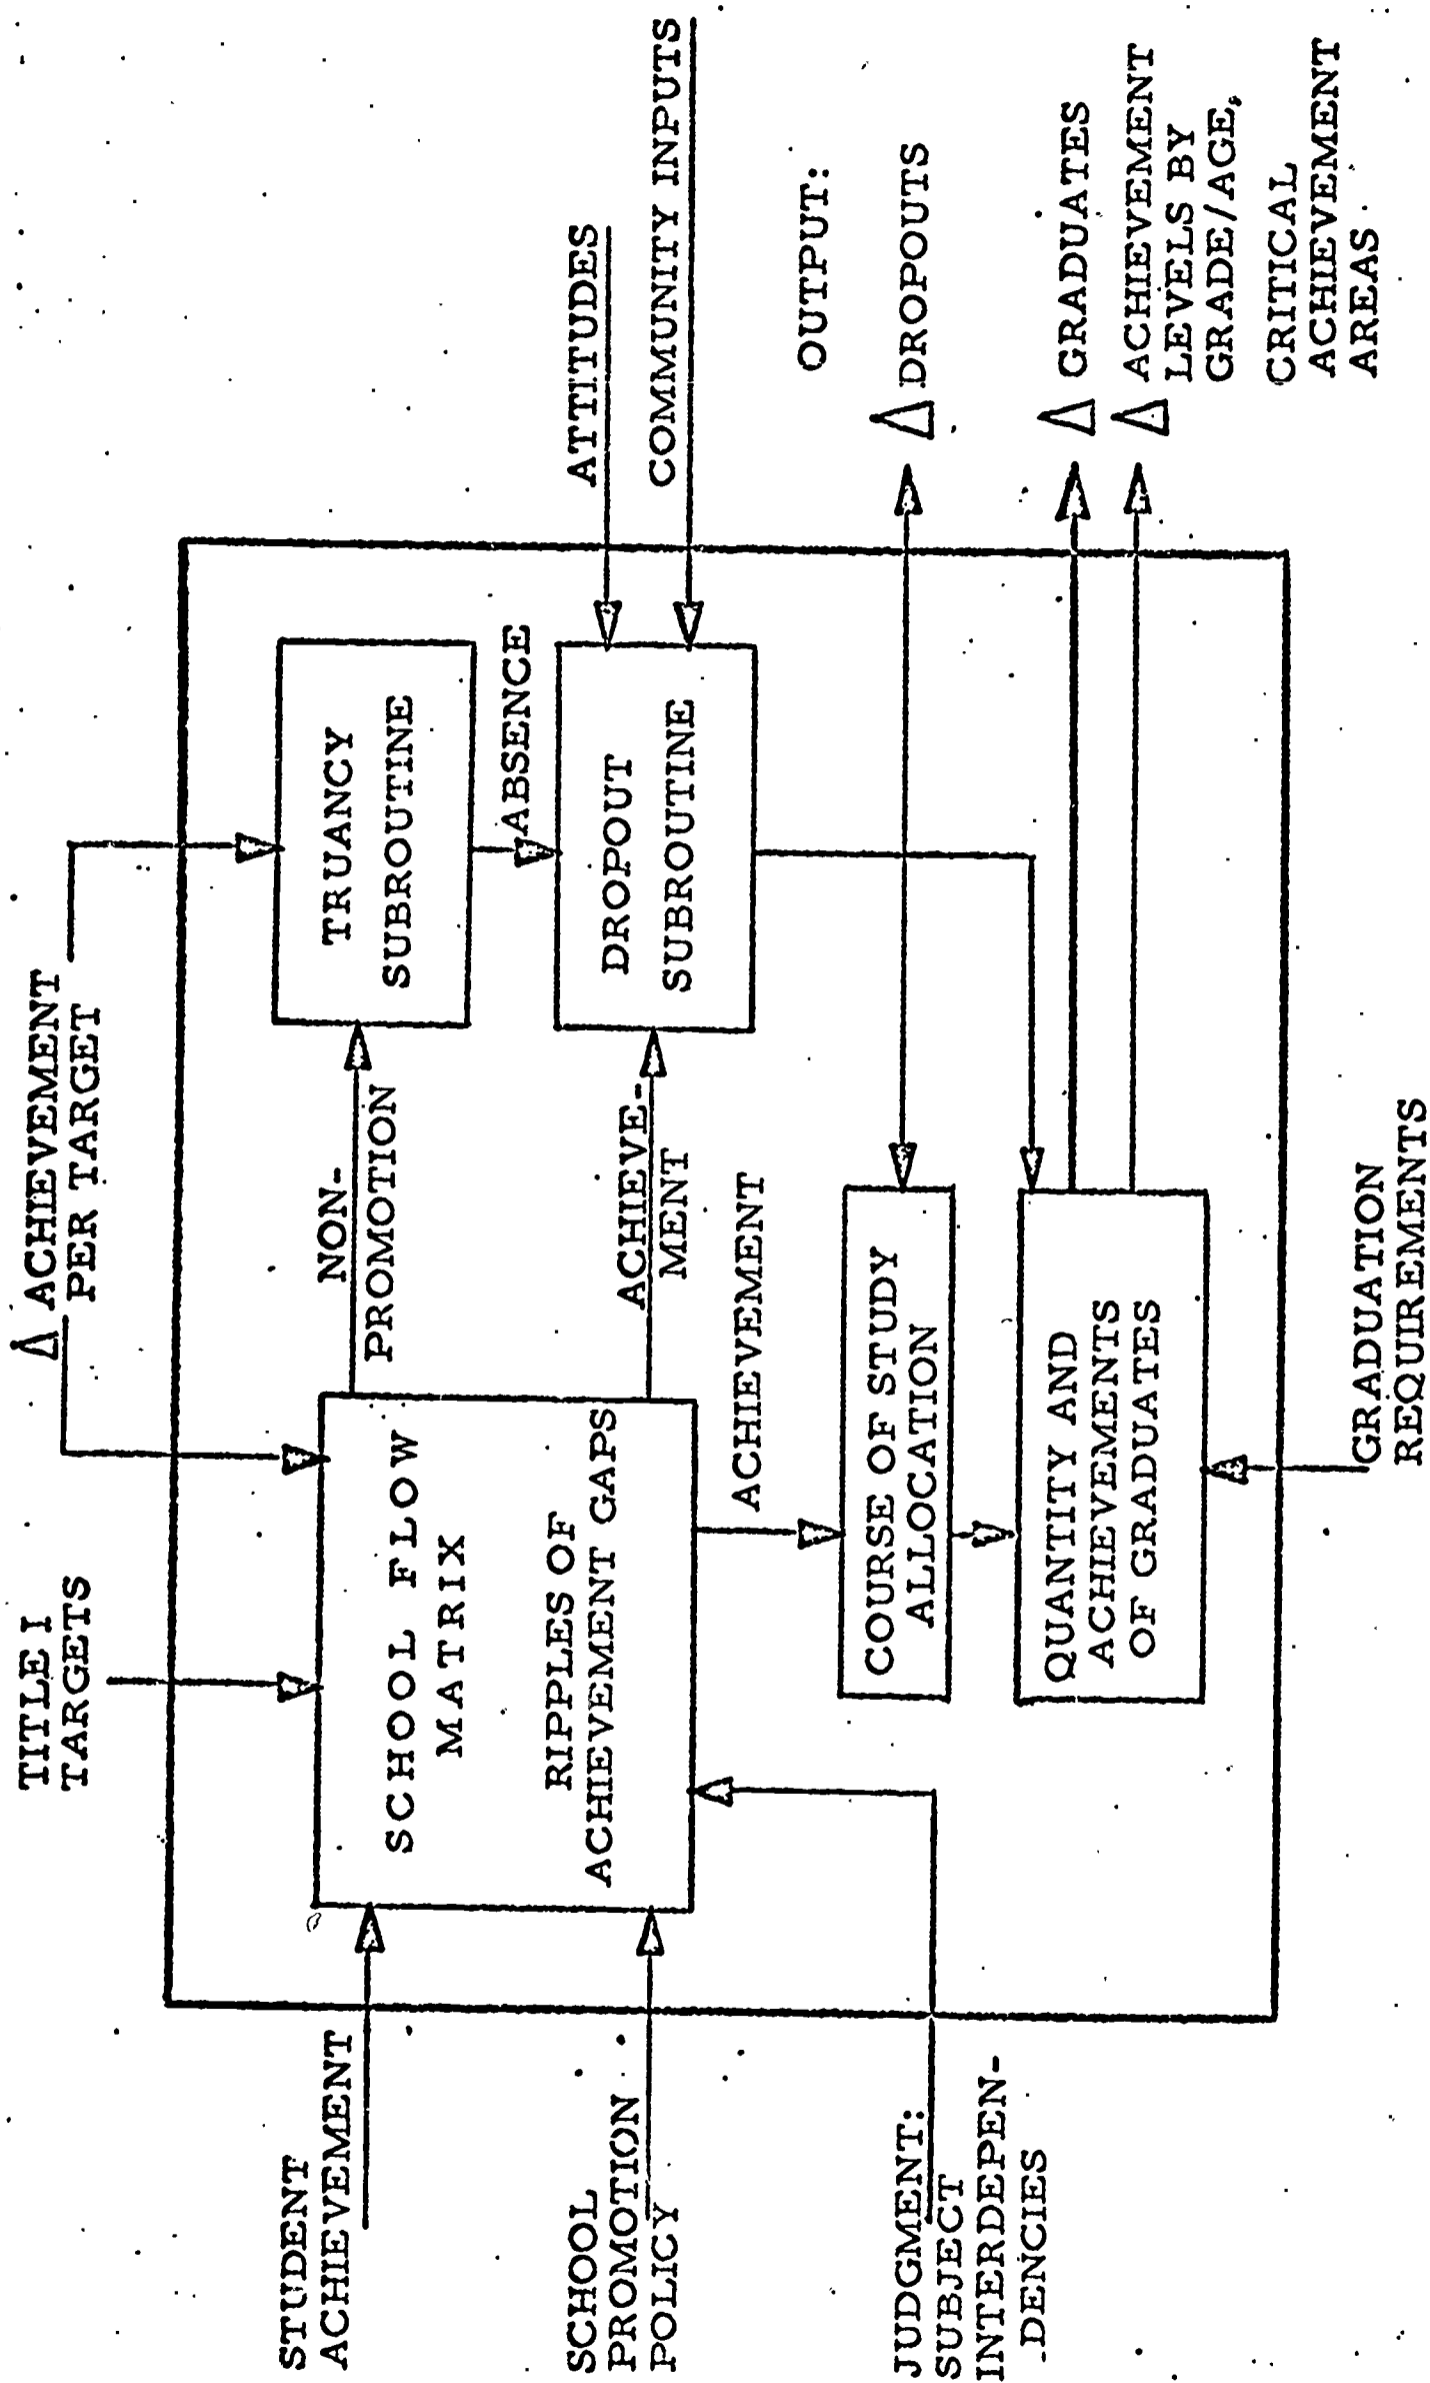 TITLE I
TARGETS
Δ ACHIEVEMENT
PER TARGET
STUDENT
ACHIEVEMENT
SCHOOL
PROMOTION
POLICY
JUDGMENT:
SUBJECT
INTERDEPEN-
DENCIES
SCHOOL FLOW
MATRIX
RIPPLES OF
ACHIEVEMENT GAPS
NON-
PROMOTION
ACHIEVE-
MENT
ACHIEVEMENT
TRUANCY
SUBROUTINE
ABSENCE
DROPOUT
SUBROUTINE
ATTITUDES
COMMUNITY INPUTS
COURSE OF STUDY
ALLOCATION
QUANTITY AND
ACHIEVEMENTS
OF GRADUATES
GRADUATION
REQUIREMENTS
OUTPUT:
Δ DROPOUTS
Δ GRADUATES
Δ ACHIEVEMENT
LEVELS BY
GRADE/AGE,
CRITICAL
ACHIEVEMENT
AREAS